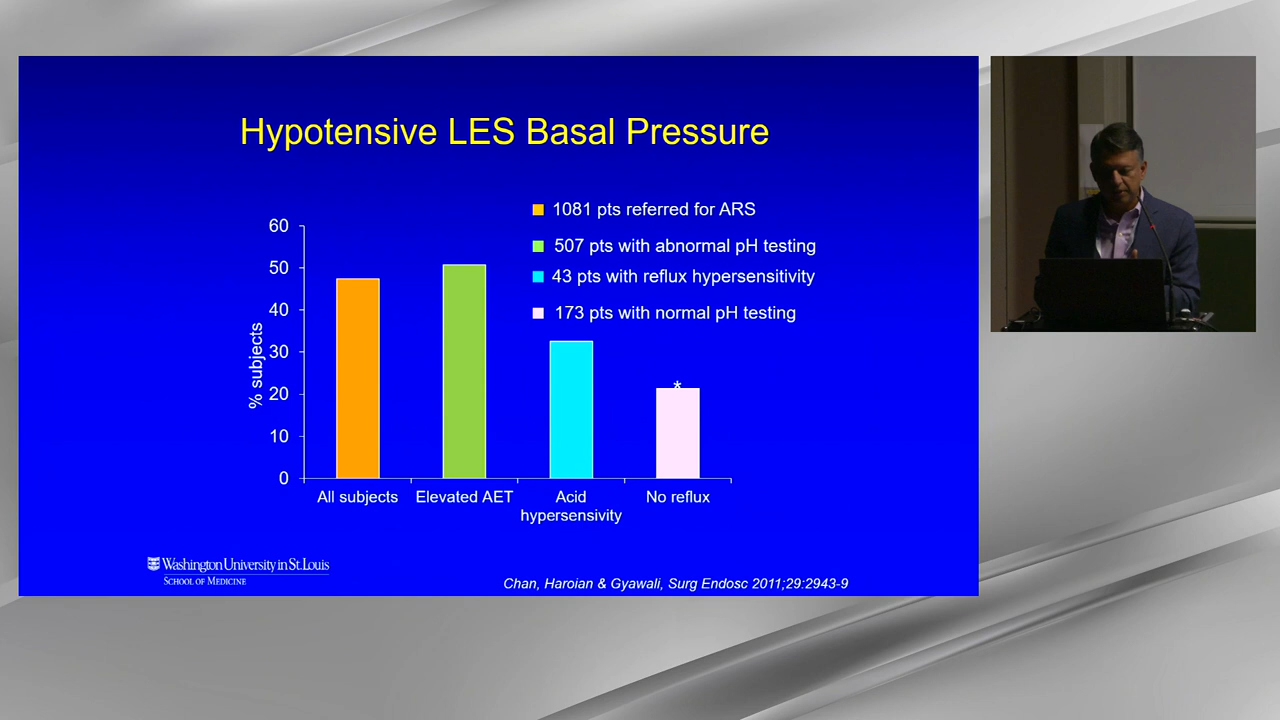 Hypotensive LES Basal Pressure
1081 pts referred for ARS
507 pts with abnormal pH testing
43 pts with reflux hypersensitivity
173 pts with normal pH testing
% subjects
60
50
40
30
20
10
0
*
All subjects
Elevated AET
Acid
hypersensivity
No reflux
Washington University in St. Louis
SCHOOL OF MEDICINE
Chan, Haroian & Gyawali, Surg Endosc 2011;29:2943-9